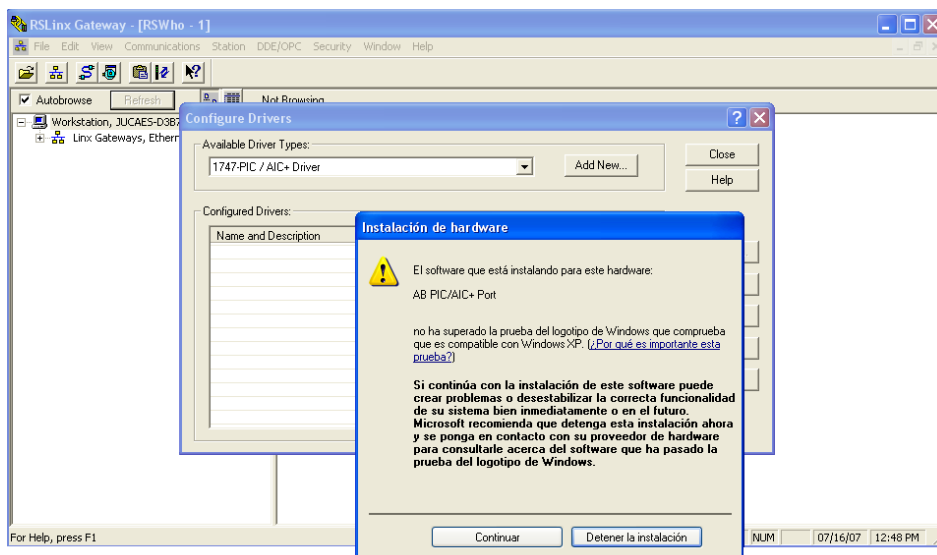 RSLinx Gateway - [RSWho - 1]
File Edit View Communications Station DDE/OPC Security Window Help
Autobrowse Refresh Not Browsing
Workstation, JUCAES-D3B7
Linx Gateways, Ethern
Configure Drivers
Available Driver Types:
1747-PIC / AIC+ Driver
Add New...
Close
Help
Configured Drivers:
Name and Description
Instalación de hardware
El software que está instalando para este hardware:
AB PIC/AIC+ Port
no ha superado la prueba del logotipo de Windows que comprueba
que es compatible con Windows XP. (¿Por qué es importante esta
prueba?)
Si continúa con la instalación de este software puede
crear problemas o desestabilizar la correcta funcionalidad
de su sistema bien inmediatamente o en el futuro.
Microsoft recomienda que detenga esta instalación ahora
y se ponga en contacto con su proveedor de hardware
para consultarle acerca del software que ha pasado la
prueba del logotipo de Windows.
Continuar Detener la instalación
For Help, press F1 NUM 07/16/07 12:48 PM